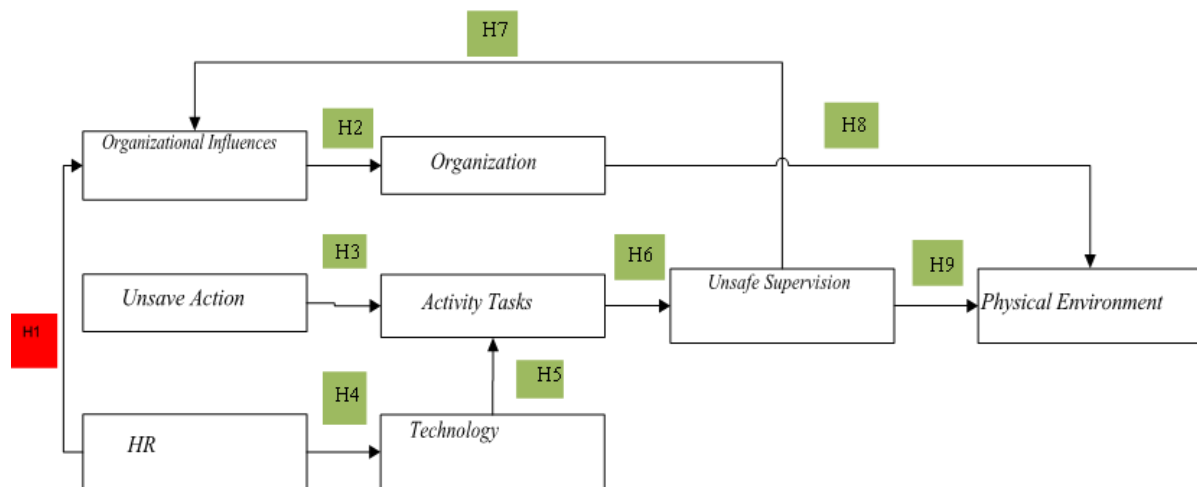 H7
H2
H8
Organizational Influences
Organization
H3
H6
H9
Unsave Action
Activity Tasks
Unsafe Supervision
Physical Environment
H1
H4
H5
HR
Technology